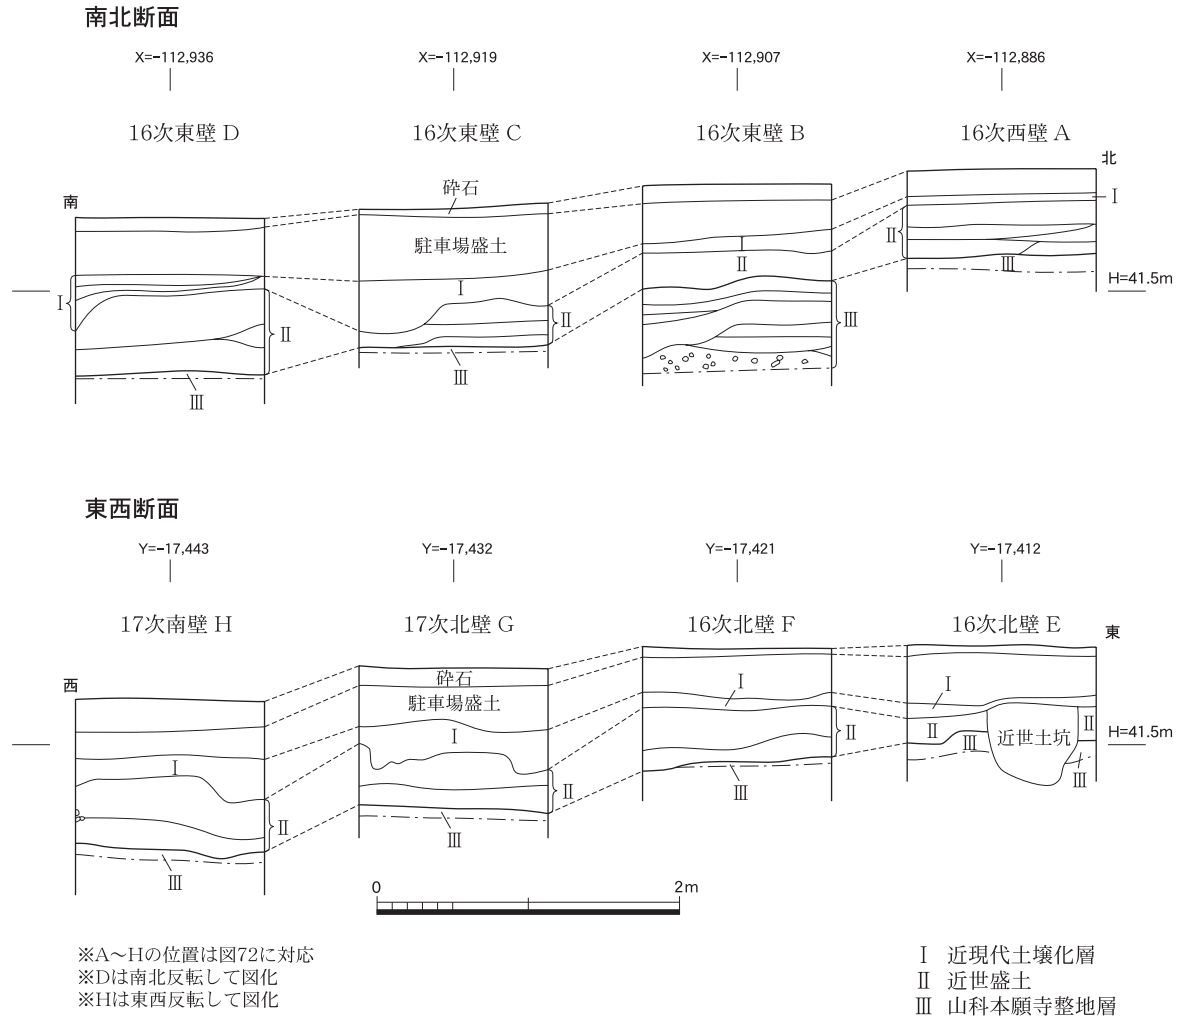 南北断面
X=-112,936
X=-112,919
X=-112,907
X=-112,886
16次東壁 D
16次東壁 C
16次東壁 B
16次西壁 A
南
北
砕石
駐車場盛土
Ⅰ
Ⅰ
Ⅰ
Ⅰ
Ⅱ
Ⅱ
Ⅱ
Ⅱ
Ⅲ
Ⅲ
Ⅲ
Ⅲ
H=41.5m
東西断面
Y=-17,443
Y=-17,432
Y=-17,421
Y=-17,412
17次南壁 H
17次北壁 G
16次北壁 F
16次北壁 E
西
東
砕石
駐車場盛土
Ⅰ
Ⅰ
Ⅰ
Ⅰ
Ⅱ
Ⅱ
Ⅱ
Ⅱ
Ⅱ
近世土坑
Ⅲ
Ⅲ
Ⅲ
Ⅲ
Ⅲ
H=41.5m
0
2m
※A～Hの位置は図72に対応
※Dは南北反転して図化
※Hは東西反転して図化
Ⅰ 近現代土壌化層
Ⅱ 近世盛土
Ⅲ 山科本願寺整地層